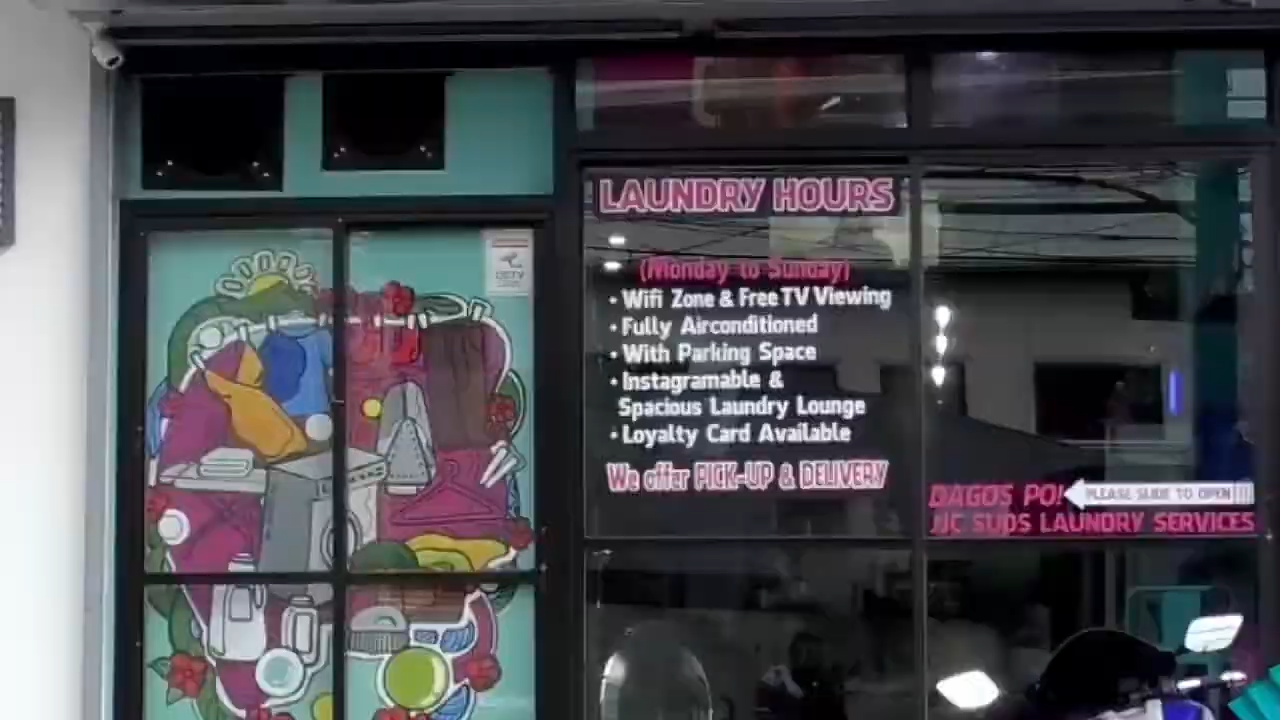 LAUNDRY HOURS
(Monday to Sunday)
• Wifi Zone & Free TV Viewing
• Fully Airconditioned
• With Parking Space
• Instagramable &
Spacious Laundry Lounge
• Loyalty Card Available
We offer PICK-UP & DELIVERY
DAGOS PO! PLEASE SLIDE TO OPEN
JJC SUDS LAUNDRY SERVICES
CCTV